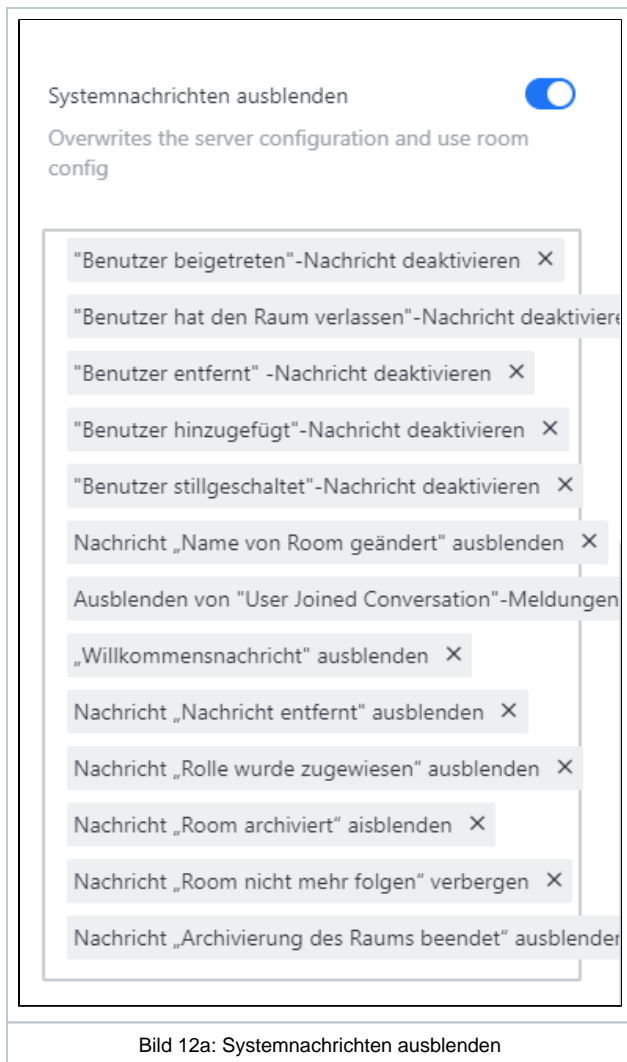 Systemnachrichten ausblenden
Overwrites the server configuration and use room
config
"Benutzer beigetreten"-Nachricht deaktivieren ×
"Benutzer hat den Raum verlassen"-Nachricht deaktiviere
"Benutzer entfernt" -Nachricht deaktivieren ×
"Benutzer hinzugefügt"-Nachricht deaktivieren ×
"Benutzer stillgeschaltet"-Nachricht deaktivieren ×
Nachricht „Name von Room geändert" ausblenden ×
Ausblenden von "User Joined Conversation"-Meldungen
„Willkommensnachricht" ausblenden ×
Nachricht „Nachricht entfernt" ausblenden ×
Nachricht „Rolle wurde zugewiesen“ ausblenden ×
Nachricht „Room archiviert“ aisblenden ×
Nachricht „Room nicht mehr folgen“ verbergen ×
Nachricht „Archivierung des Raums beendet“ ausblenden
Bild 12a: Systemnachrichten ausblenden